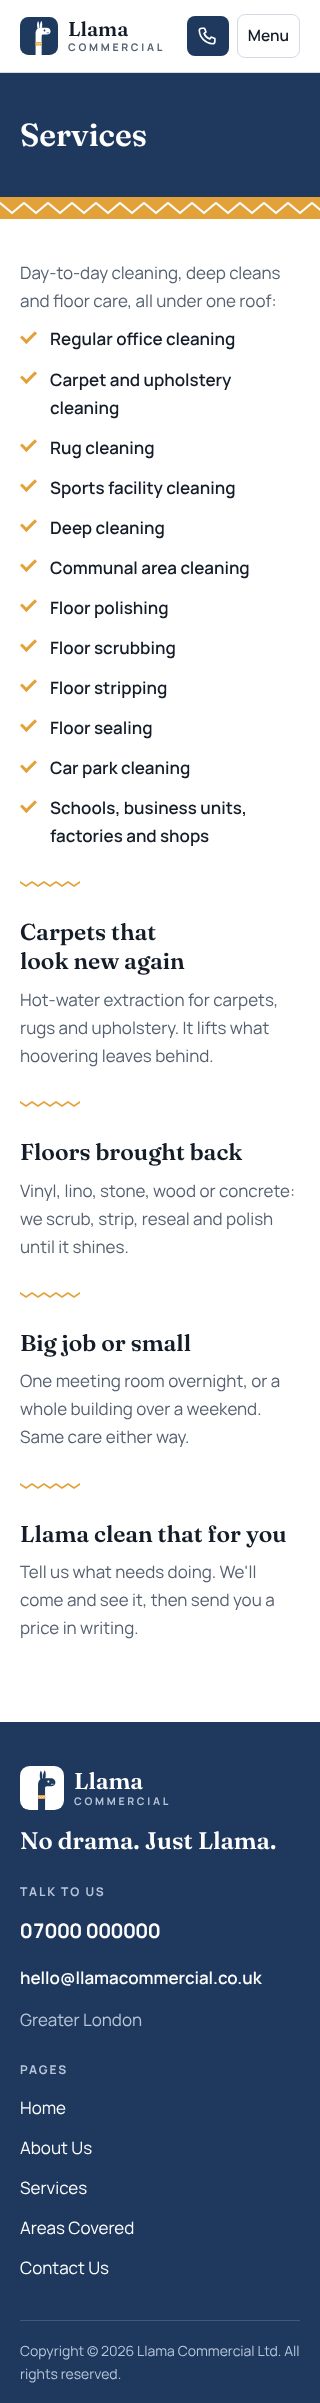 Llama
COMMERCIAL
Menu
Services
Day-to-day cleaning, deep cleans
and floor care, all under one roof:
Regular office cleaning
Carpet and upholstery
cleaning
Rug cleaning
Sports facility cleaning
Deep cleaning
Communal area cleaning
Floor polishing
Floor scrubbing
Floor stripping
Floor sealing
Car park cleaning
Schools, business units,
factories and shops
Carpets that
look new again
Hot-water extraction for carpets,
rugs and upholstery. It lifts what
hoovering leaves behind.
Floors brought back
Vinyl, lino, stone, wood or concrete:
we scrub, strip, reseal and polish
until it shines.
Big job or small
One meeting room overnight, or a
whole building over a weekend.
Same care either way.
Llama clean that for you
Tell us what needs doing. We'll
come and see it, then send you a
price in writing.
Llama
COMMERCIAL
No drama. Just Llama.
TALK TO US
07000 000000
hello@llamacommercial.co.uk
Greater London
PAGES
Home
About Us
Services
Areas Covered
Contact Us
Copyright © 2026 Llama Commercial Ltd. All
rights reserved.